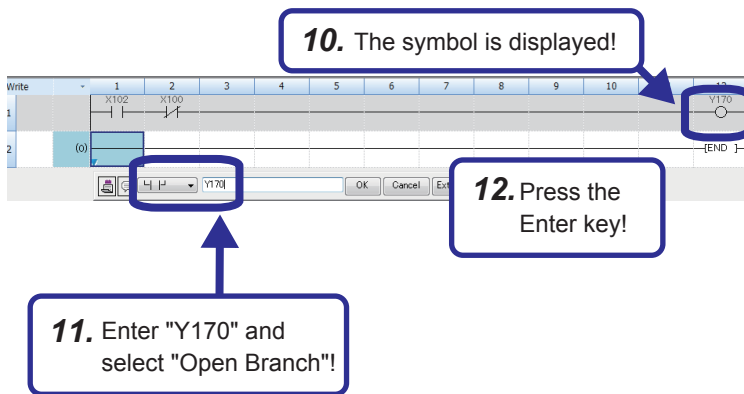 10. The symbol is displayed!
Write 1 2 3 4 5 6 7 8 9 10 12
1 X102 X100 Y170
2 (0) [END ]
Y170 OK Cancel Ext
12. Press the
Enter key!
11. Enter "Y170" and
select "Open Branch"!